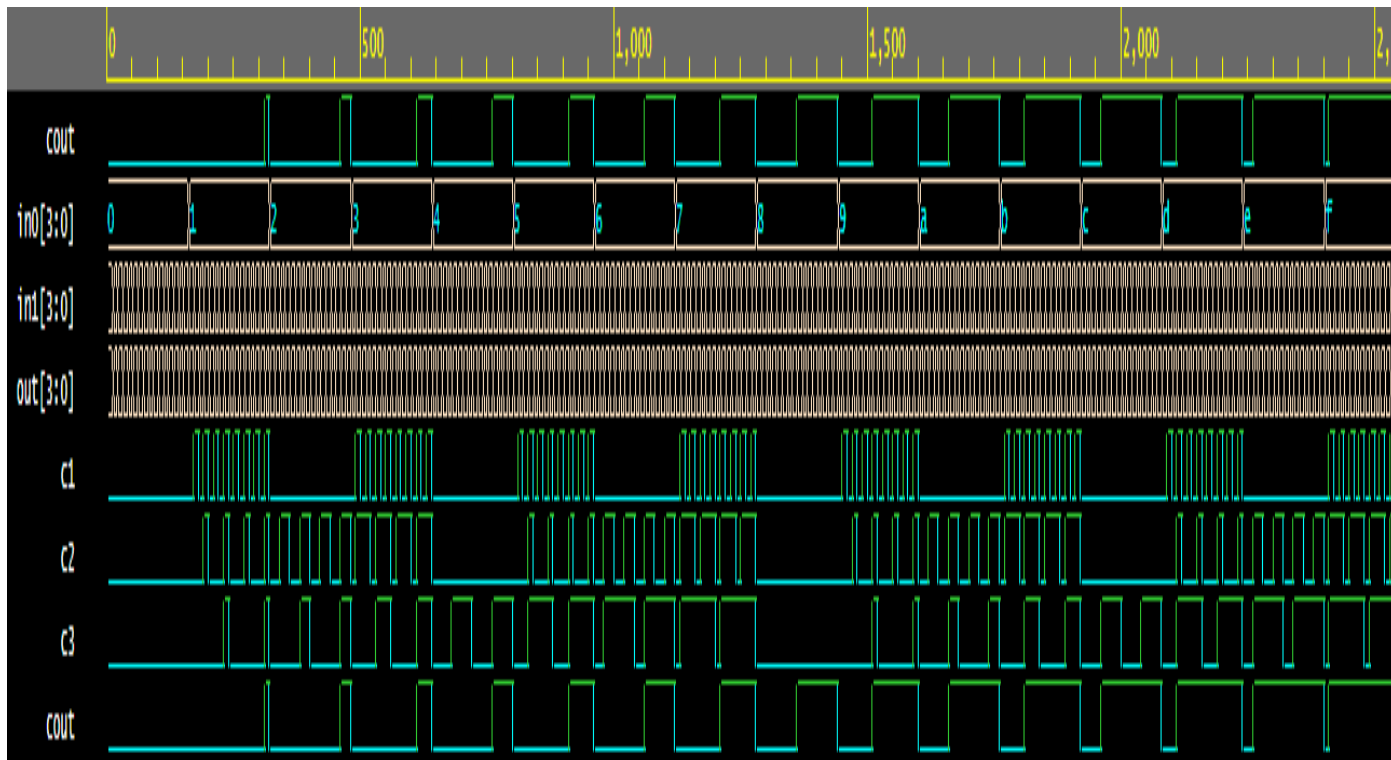 0 500 1,000 1,500 2,000 2,
cout
in0[3:0] 0 1 2 3 4 5 6 7 8 9 a b c d e f
in1[3:0]
out[3:0]
c1
c2
c3
cout